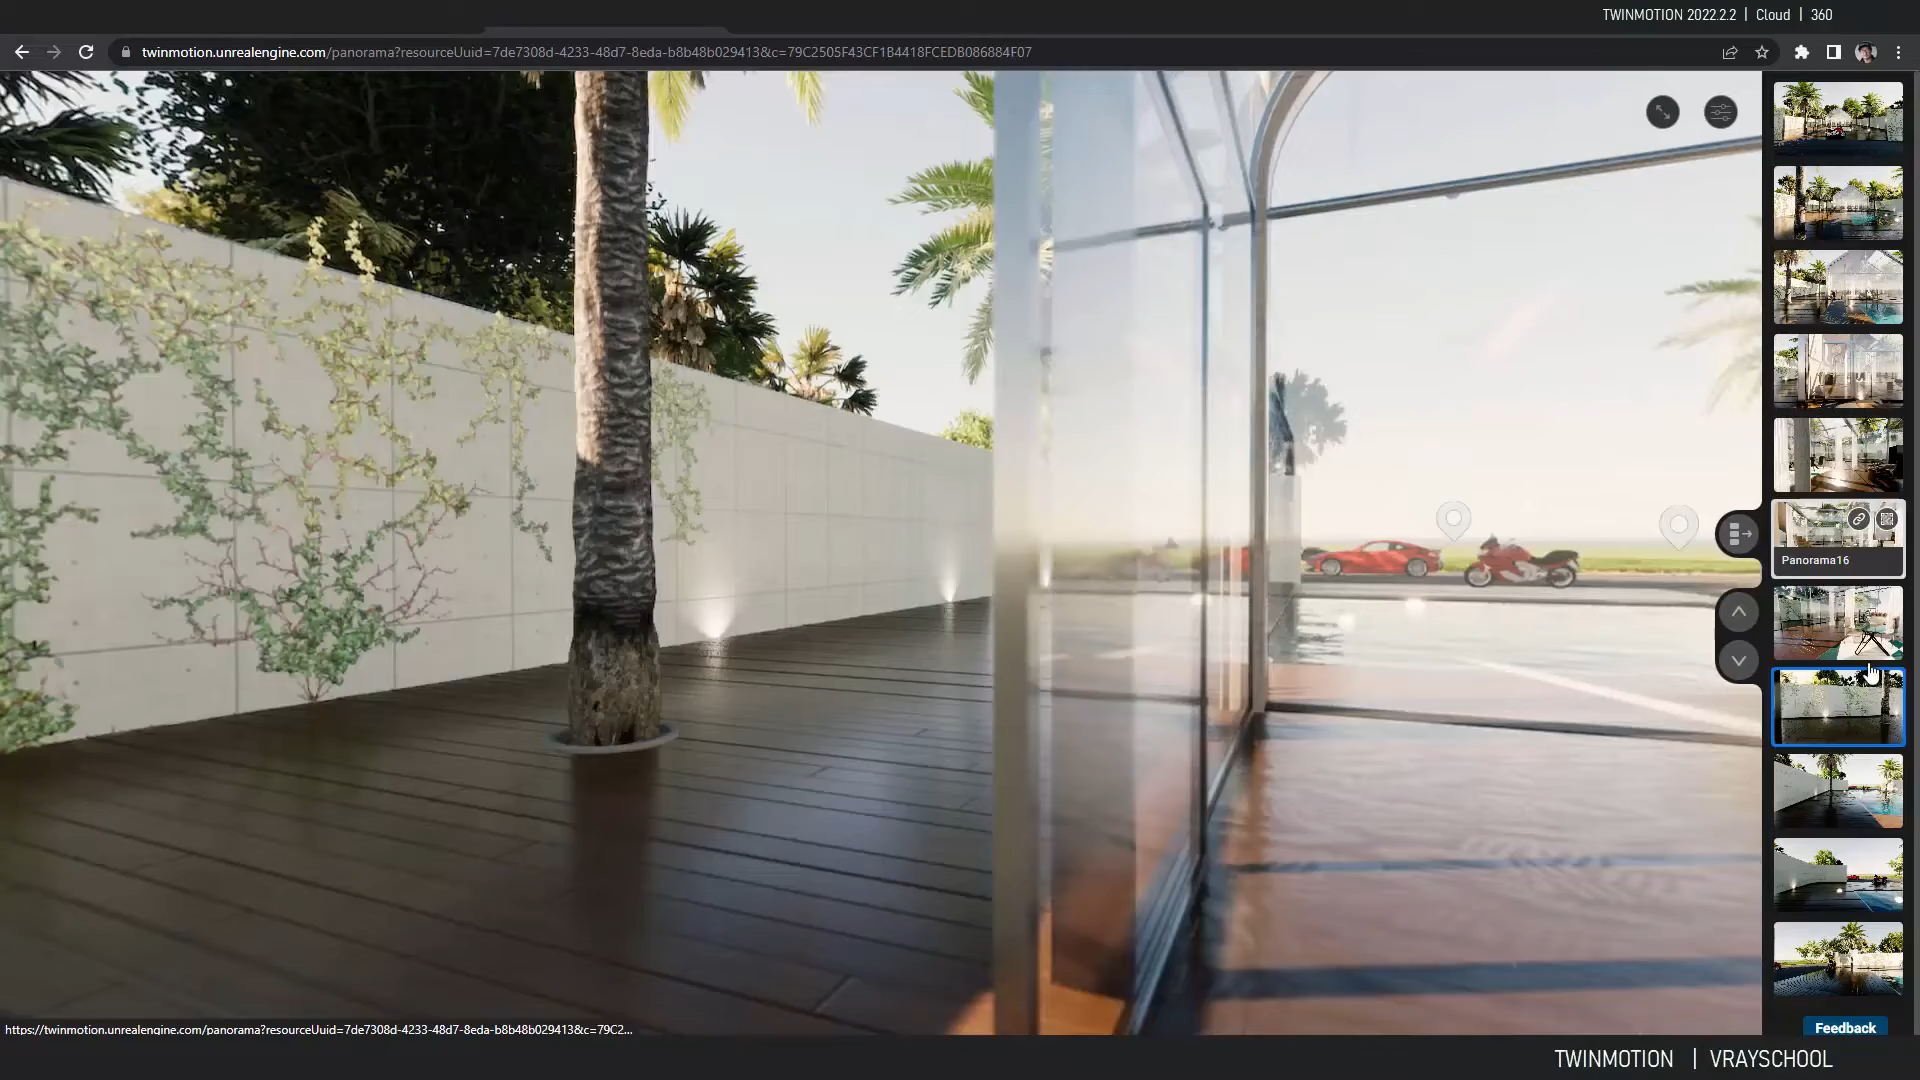 TWINMOTION 2022.2.2 | Cloud | 360
twinmotion.unrealengine.com/panorama?resourceUuid=7de7308d-4233-48d7-8eda-b8b48b029413&c=79C2505F43CF1B4418FCEDB086884F07
Panorama16
https://twinmotion.unrealengine.com/panorama?resourceUuid=7de7308d-4233-48d7-8eda-b8b48b029413&c=79C2...
Feedback
TWINMOTION | VRAYSCHOOL